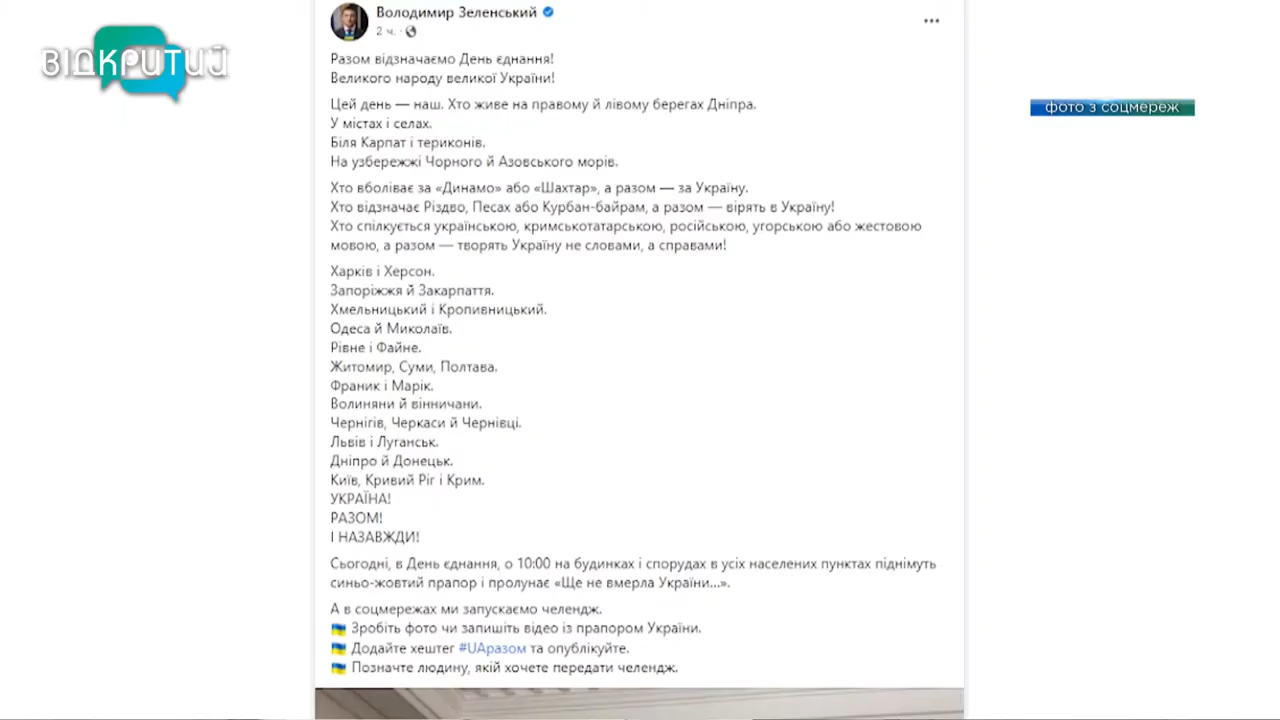 ВІДКРИТИЙ
фото з соцмереж
Володимир Зеленський
2 ч. ·
Разом відзначаємо День єднання!
Великого народу великої України!
Цей день — наш. Хто живе на правому й лівому берегах Дніпра.
У містах і селах.
Біля Карпат і териконів.
На узбережжі Чорного й Азовського морів.
Хто вболіває за «Динамо» або «Шахтар», а разом — за Україну.
Хто відзначає Різдво, Песах або Курбан-байрам, а разом — вірять в Україну!
Хто спілкується українською, кримськотатарською, російською, угорською або жестовою
мовою, а разом — творять Україну не словами, а справами!
Харків і Херсон.
Запоріжжя й Закарпаття.
Хмельницький і Кропивницький.
Одеса й Миколаїв.
Рівне і Файне.
Житомир, Суми, Полтава.
Франик і Марік.
Волиняни й вінничани.
Чернігів, Черкаси й Чернівці.
Львів і Луганськ.
Дніпро й Донецьк.
Київ, Кривий Ріг і Крим.
УКРАЇНА!
РАЗОМ!
І НАЗАВЖДИ!
Сьогодні, в День єднання, о 10:00 на будинках і спорудах в усіх населених пунктах піднімуть
синьо-жовтий прапор і пролунає «Ще не вмерла України...».
А в соцмережах ми запускаємо челендж.
Зробіть фото чи запишіть відео із прапором України.
Додайте хештег #UAразом та опублікуйте.
Позначте людину, якій хочете передати челендж.